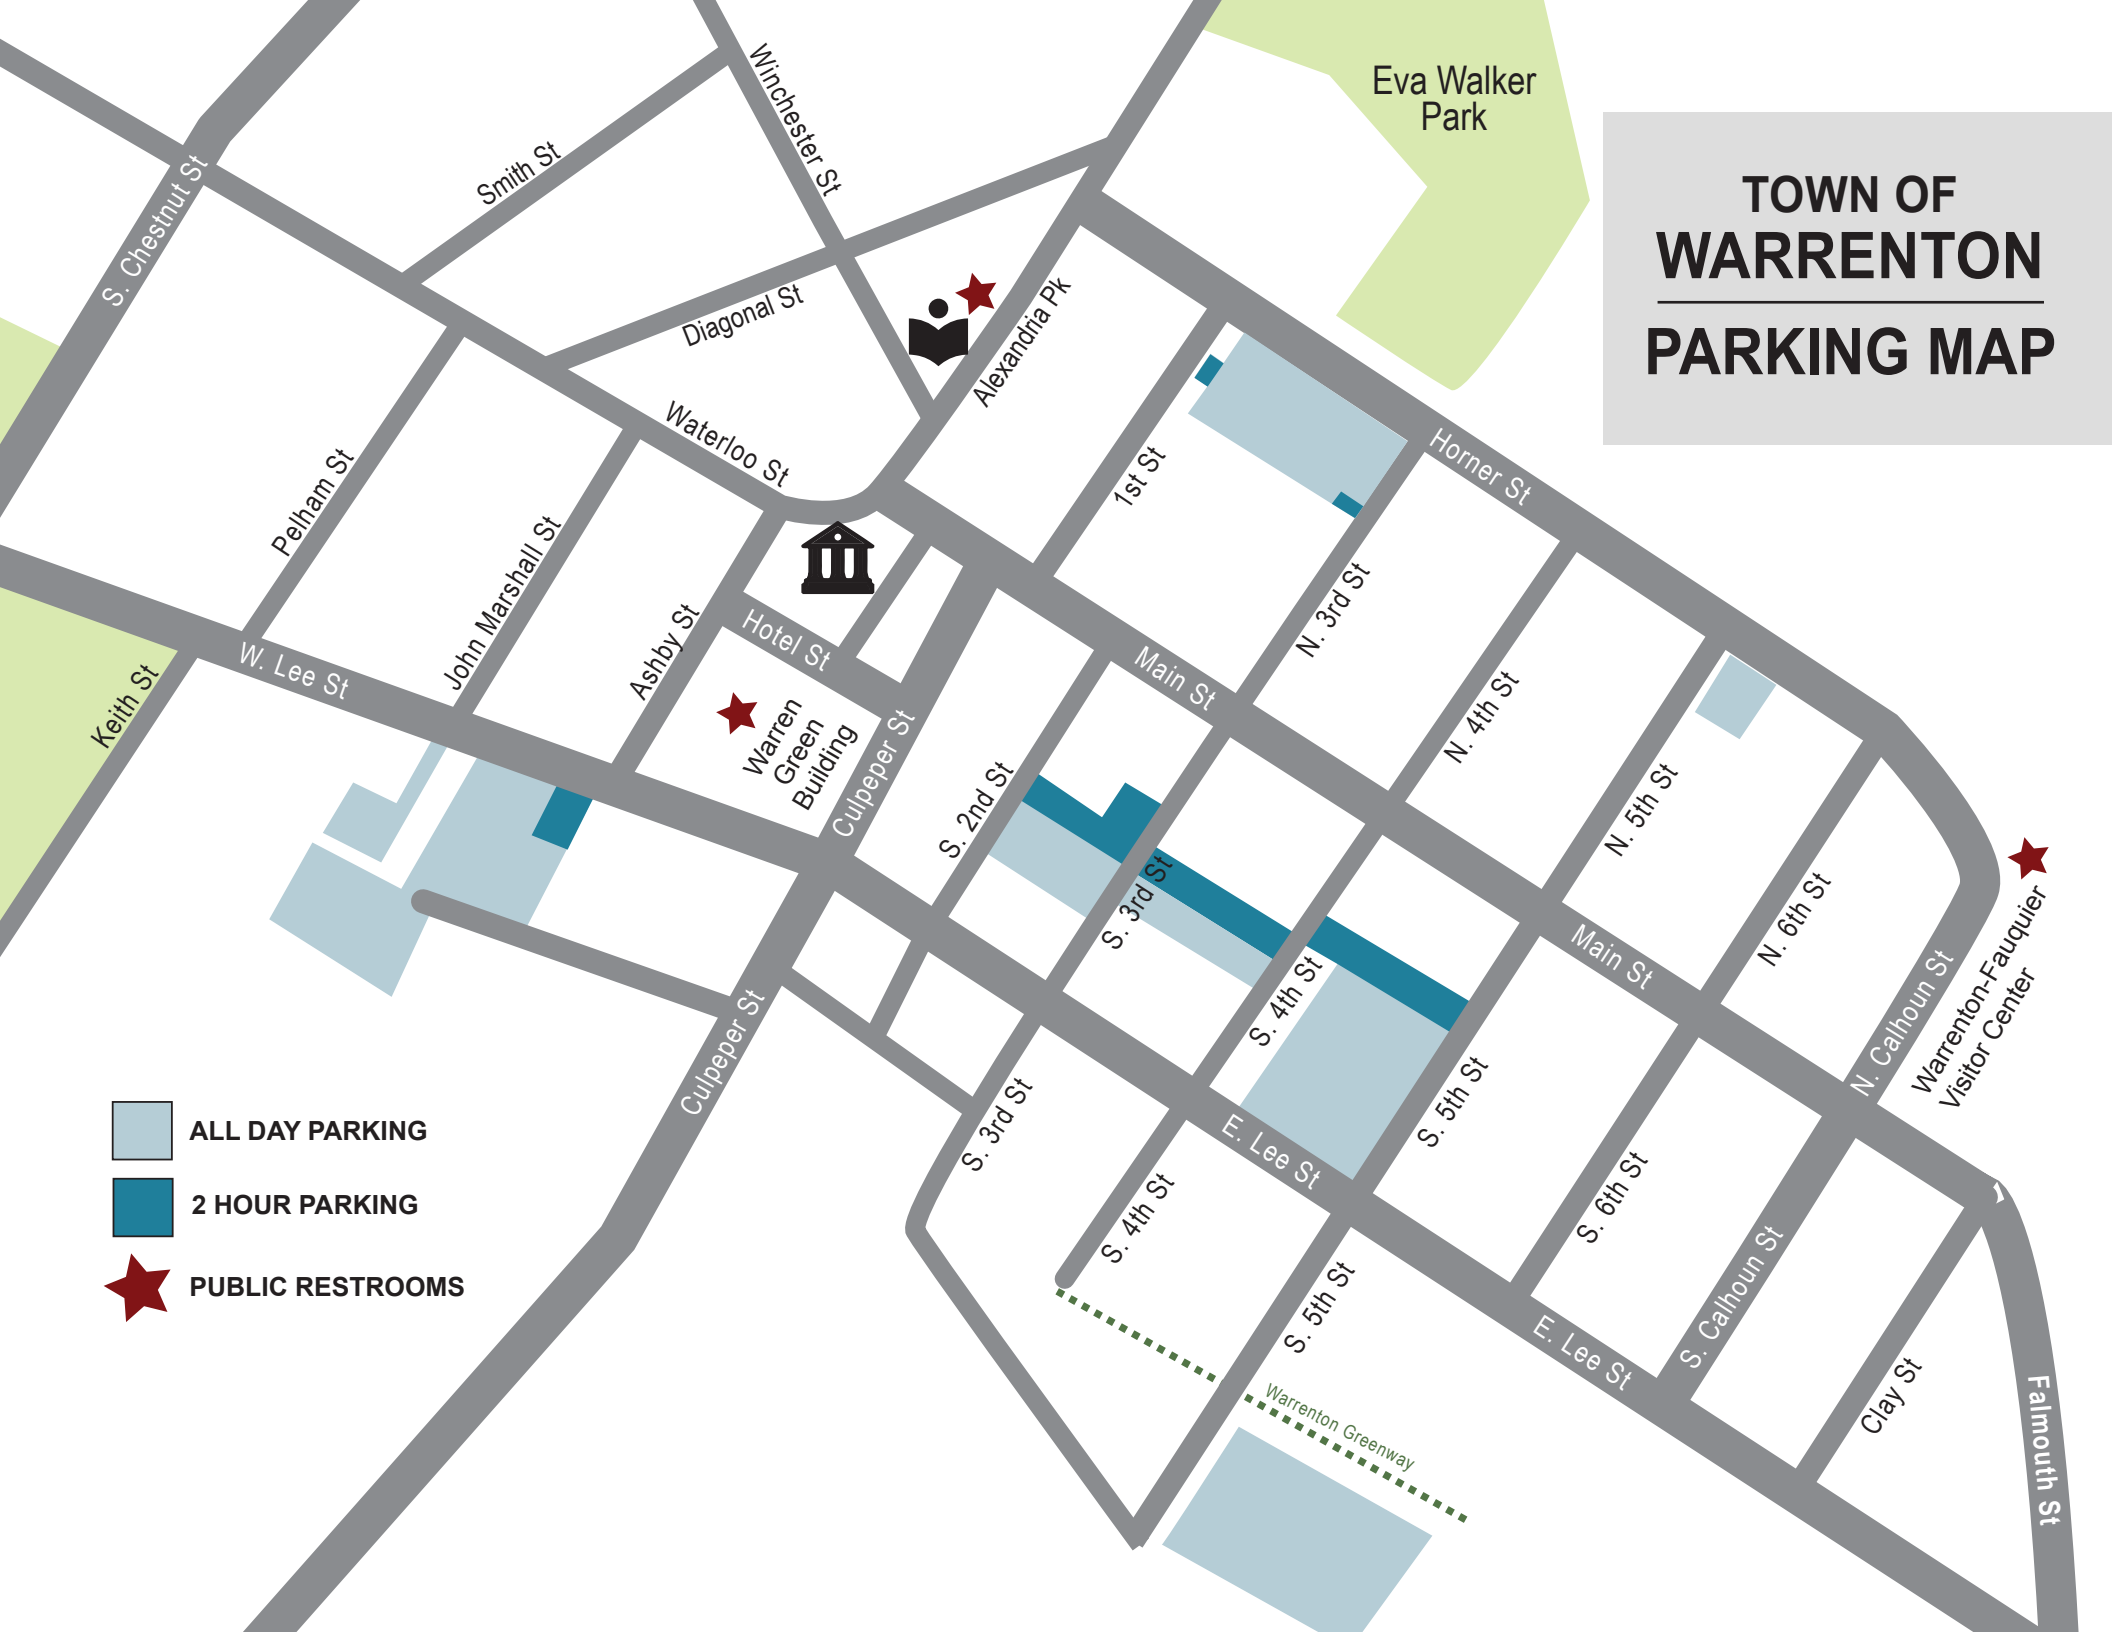 TOWN OF
WARRENTON
PARKING MAP
Eva Walker
Park
Winchester St
Smith St
S. Chestnut St
Diagonal St
Alexandria Pk
Waterloo St
Horner St
1st St
Pelham St
John Marshall St
Ashby St
Hotel St
N. 3rd St
Main St
N. 4th St
W. Lee St
Keith St
Warren
Green
Building
Culpeper St
S. 2nd St
N. 5th St
S. 3rd St
N. 6th St
Main St
S. 4th St
N. Calhoun St
Warrenton-Fauquier
Visitor Center
Culpeper St
S. 3rd St
S. 5th St
E. Lee St
S. 4th St
S. 6th St
S. Calhoun St
S. 5th St
E. Lee St
Clay St
Falmouth St
Warrenton Greenway
ALL DAY PARKING
2 HOUR PARKING
PUBLIC RESTROOMS